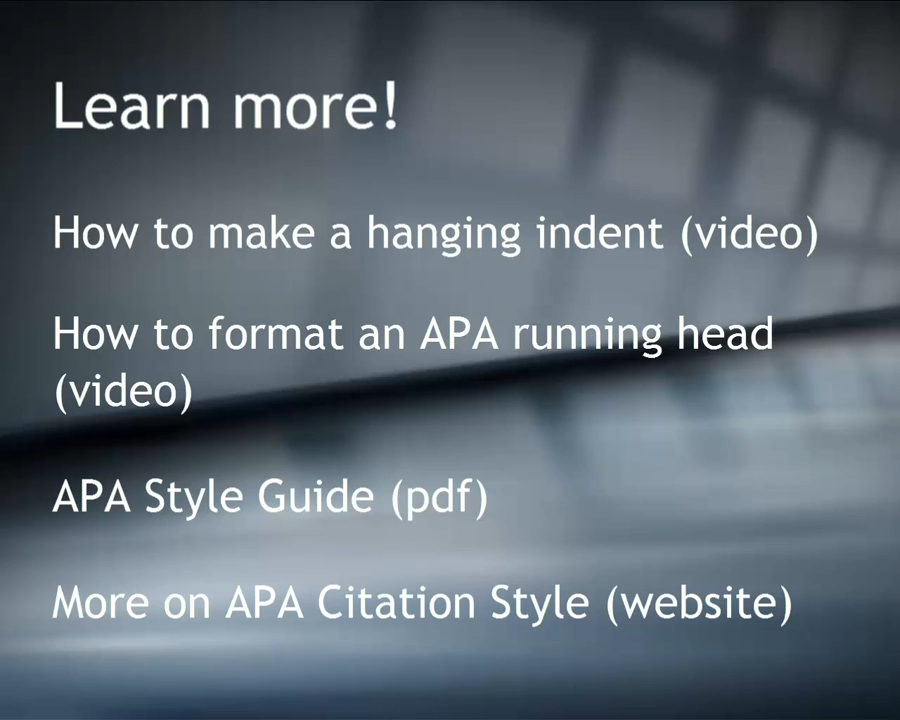 Learn more!
How to make a hanging indent (video)
How to format an APA running head
(video)
APA Style Guide (pdf)
More on APA Citation Style (website)